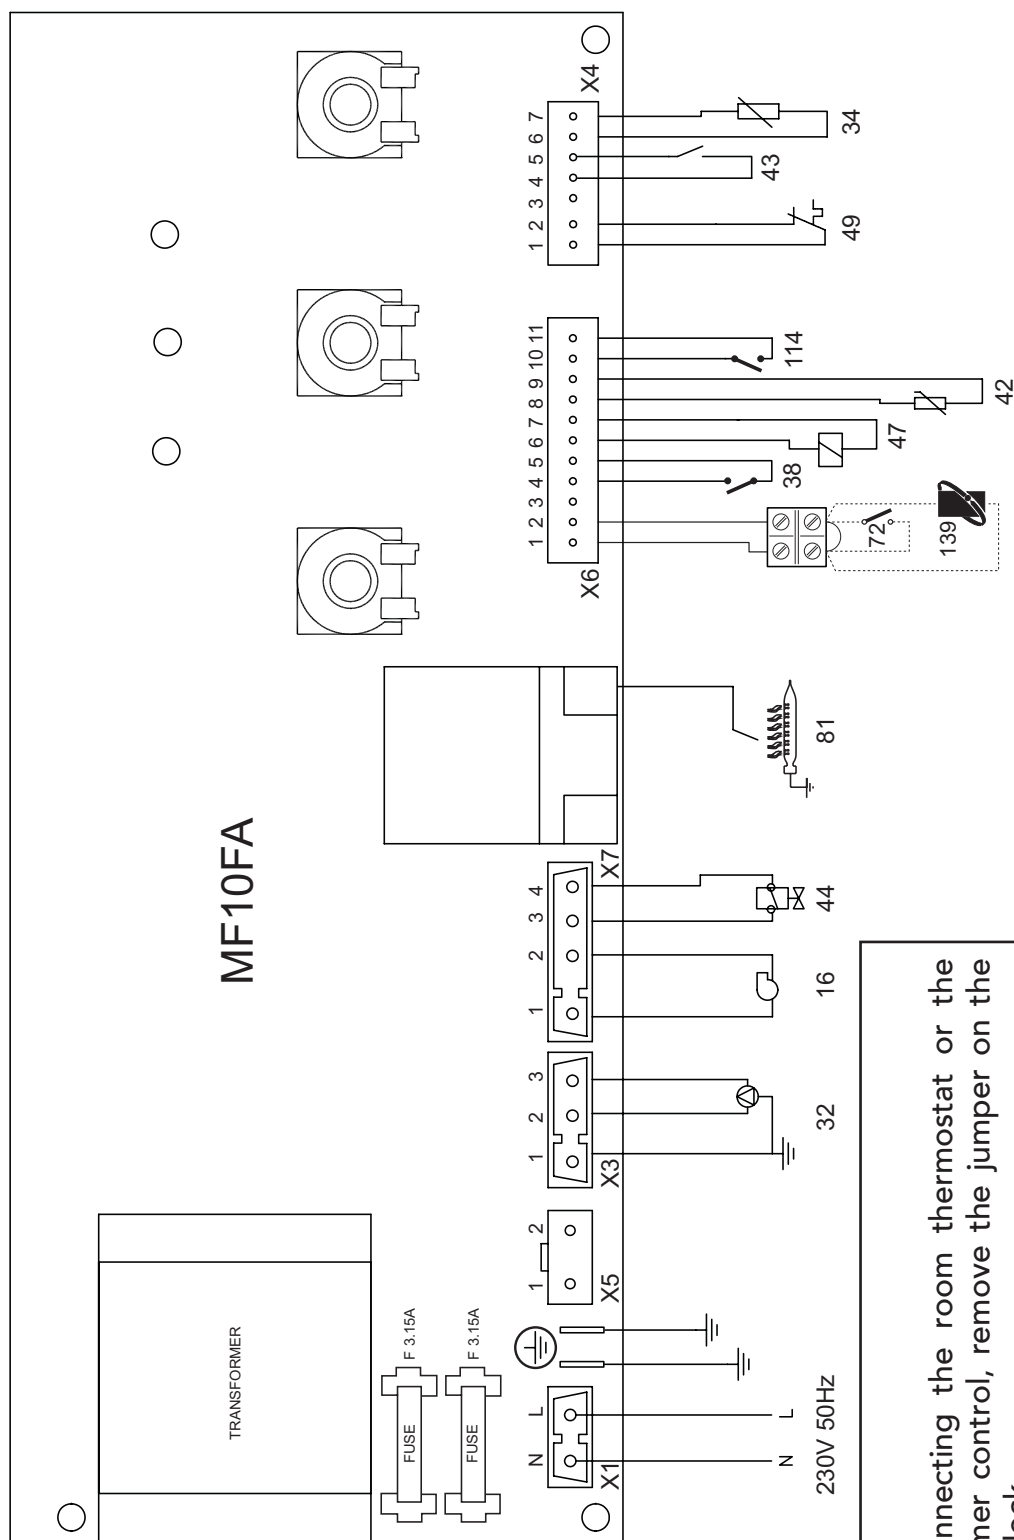 MF10FA
TRANSFORMER
FUSE F 3.15A
FUSE F 3.15A
N L
X1
1 2
X5
1 2 3
X3
1 2 3 4
X7
1 2 3 4 5 6 7 8 9 10 11
X6
1 2 3 4 5 6 7
X4
N L
230V 50Hz
32
16
44
81
72
139
38
47
42
114
49
43
34
nnecting the room thermostat or the
control, remove the jumper on the